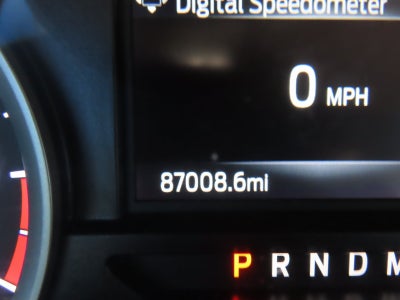 Digital Speedometer
0 MPH
87008.6mi
P R N D M